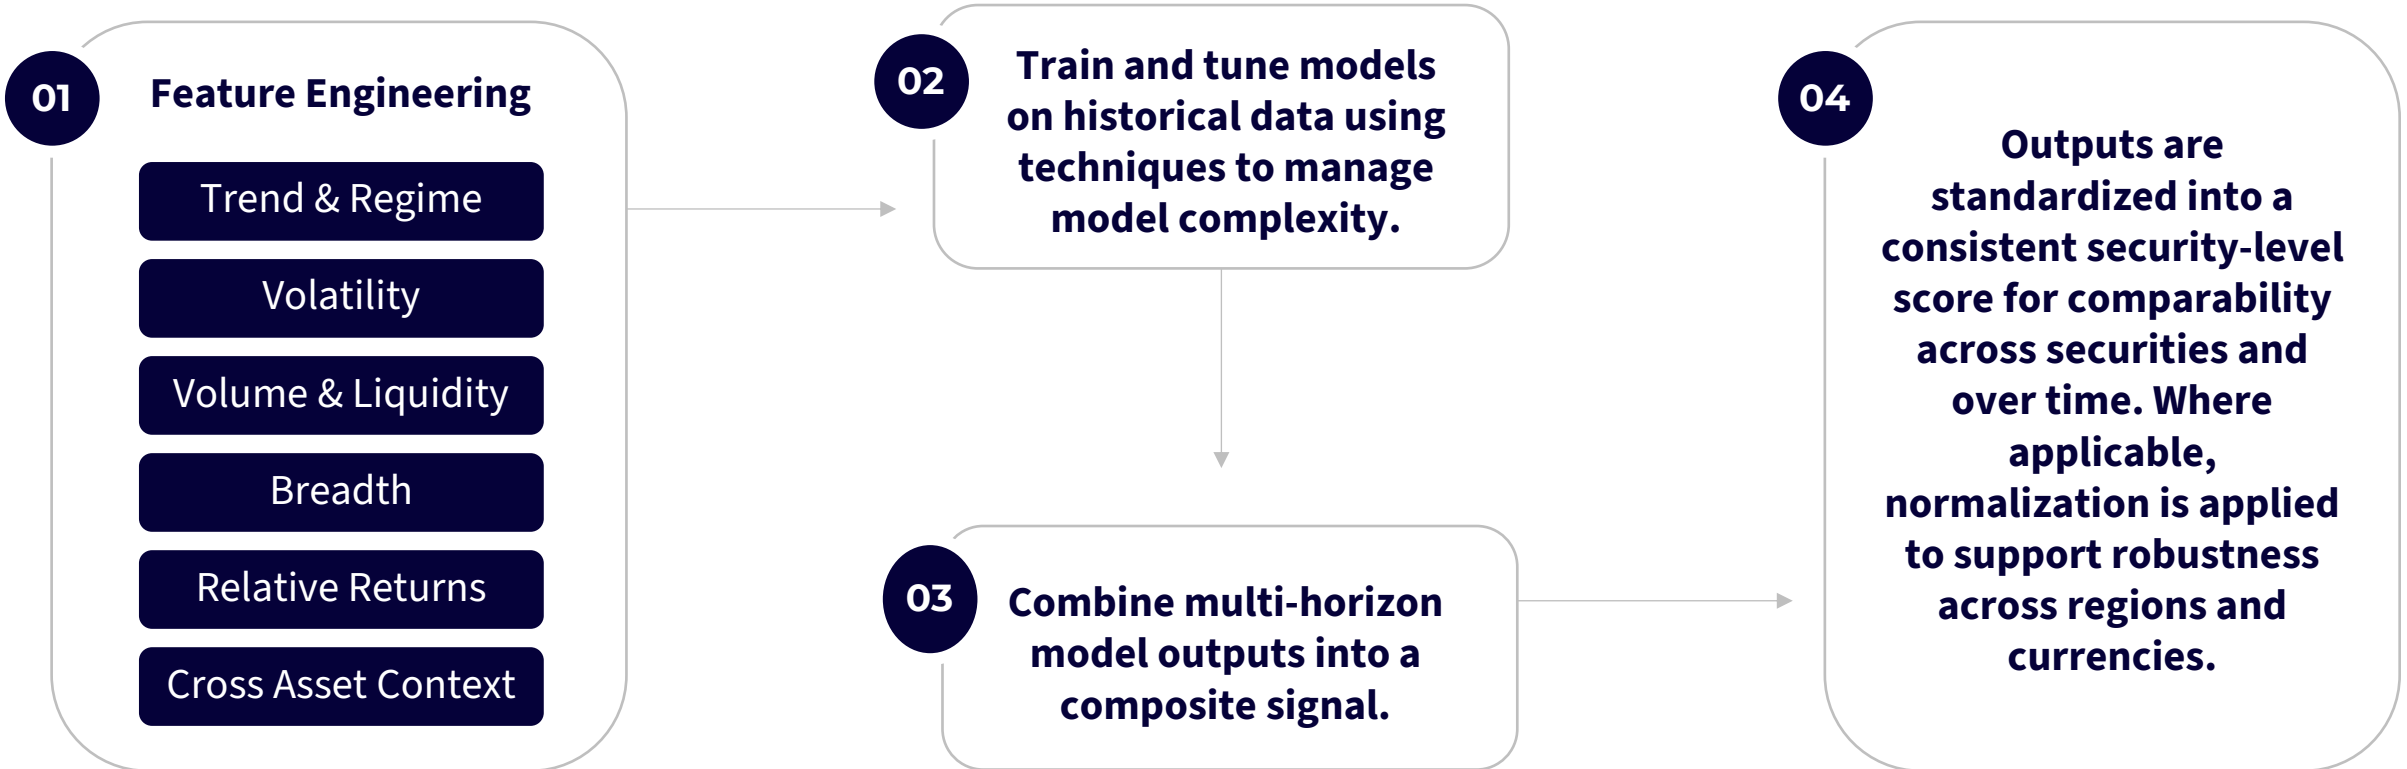 01
Feature Engineering
Trend & Regime
Volatility
Volume & Liquidity
Breadth
Relative Returns
Cross Asset Context
02
Train and tune models
on historical data using
techniques to manage
model complexity.
03
Combine multi-horizon
model outputs into a
composite signal.
04
Outputs are
standardized into a
consistent security-level
score for comparability
across securities and
over time. Where
applicable,
normalization is applied
to support robustness
across regions and
currencies.